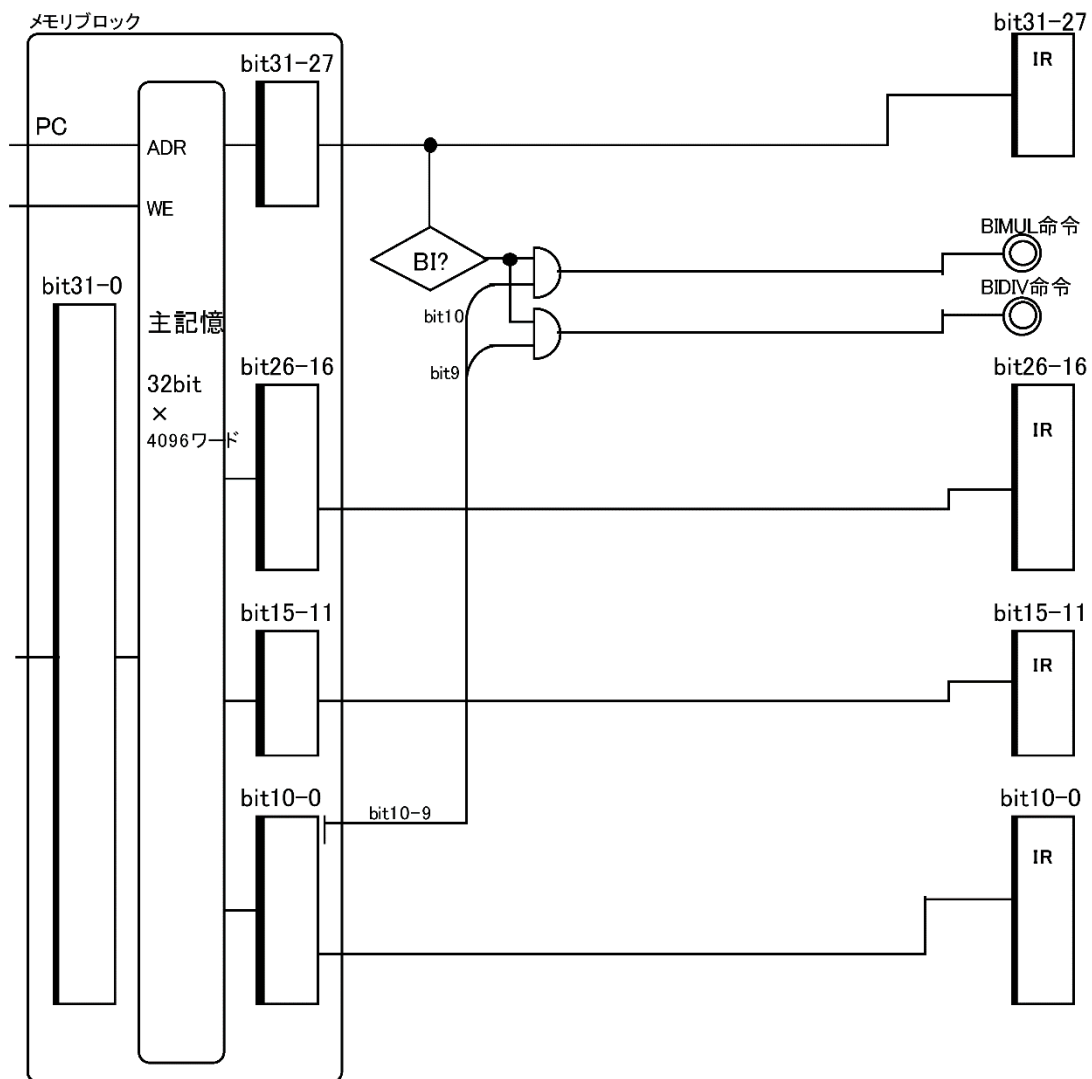 メモリブロック
bit31-27
bit31-27
IR
PC
ADR
WE
BI?
BIMUL命令
BIDIV命令
bit31-0
主記憶
bit10
bit9
bit26-16
bit26-16
32bit
×
4096ワード
IR
bit15-11
bit15-11
IR
bit10-0
bit10-9
bit10-0
IR